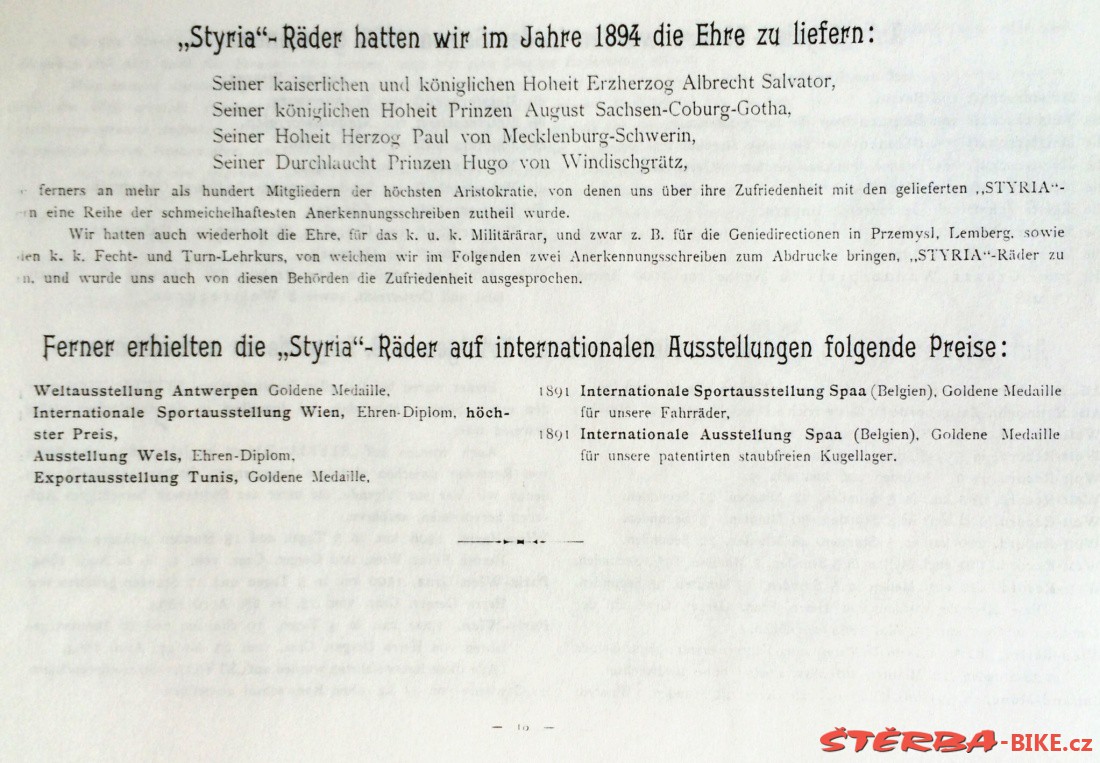 „Styria“-Räder hatten wir im Jahre 1894 die Ehre zu liefern:
Seiner kaiserlichen und königlichen Hoheit Erzherzog Albrecht Salvator,
Seiner königlichen Hoheit Prinzen August Sachsen-Coburg-Gotha,
Seiner Hoheit Herzog Paul von Mecklenburg-Schwerin,
Seiner Durchlaucht Prinzen Hugo von Windischgrätz,
ferners an mehr als hundert Mitgliedern der höchsten Aristokratie, von denen uns über ihre Zufriedenheit mit den gelieferten „STYRIA“-
eine Reihe der schmeichelhaftesten Anerkennungsschreiben zutheil wurde.
Wir hatten auch wiederholt die Ehre, für das k. u. k. Militärärar, und zwar z. B. für die Geniedirectionen in Przemysl, Lemberg, sowie
k. k. Fecht- und Turn-Lehrkurs, von welchem wir im Folgenden zwei Anerkennungsschreiben zum Abdrucke bringen, „STYRIA“-Räder zu
und wurde uns auch von diesen Behörden die Zufriedenheit ausgesprochen.
Ferner erhielten die „Styria“-Räder auf internationalen Ausstellungen folgende Preise:
Weltausstellung Antwerpen Goldene Medaille,
Internationale Sportausstellung Wien, Ehren-Diplom, höch-
ster Preis,
Ausstellung Wels, Ehren-Diplom,
Exportausstellung Tunis, Goldene Medaille,
1891 Internationale Sportausstellung Spaa (Belgien), Goldene Medaille
für unsere Fahrräder,
1891 Internationale Ausstellung Spaa (Belgien), Goldene Medaille
für unsere patentirten staubfreien Kugellager.
— 10 —
ŠTĚRBA-BIKE.cz